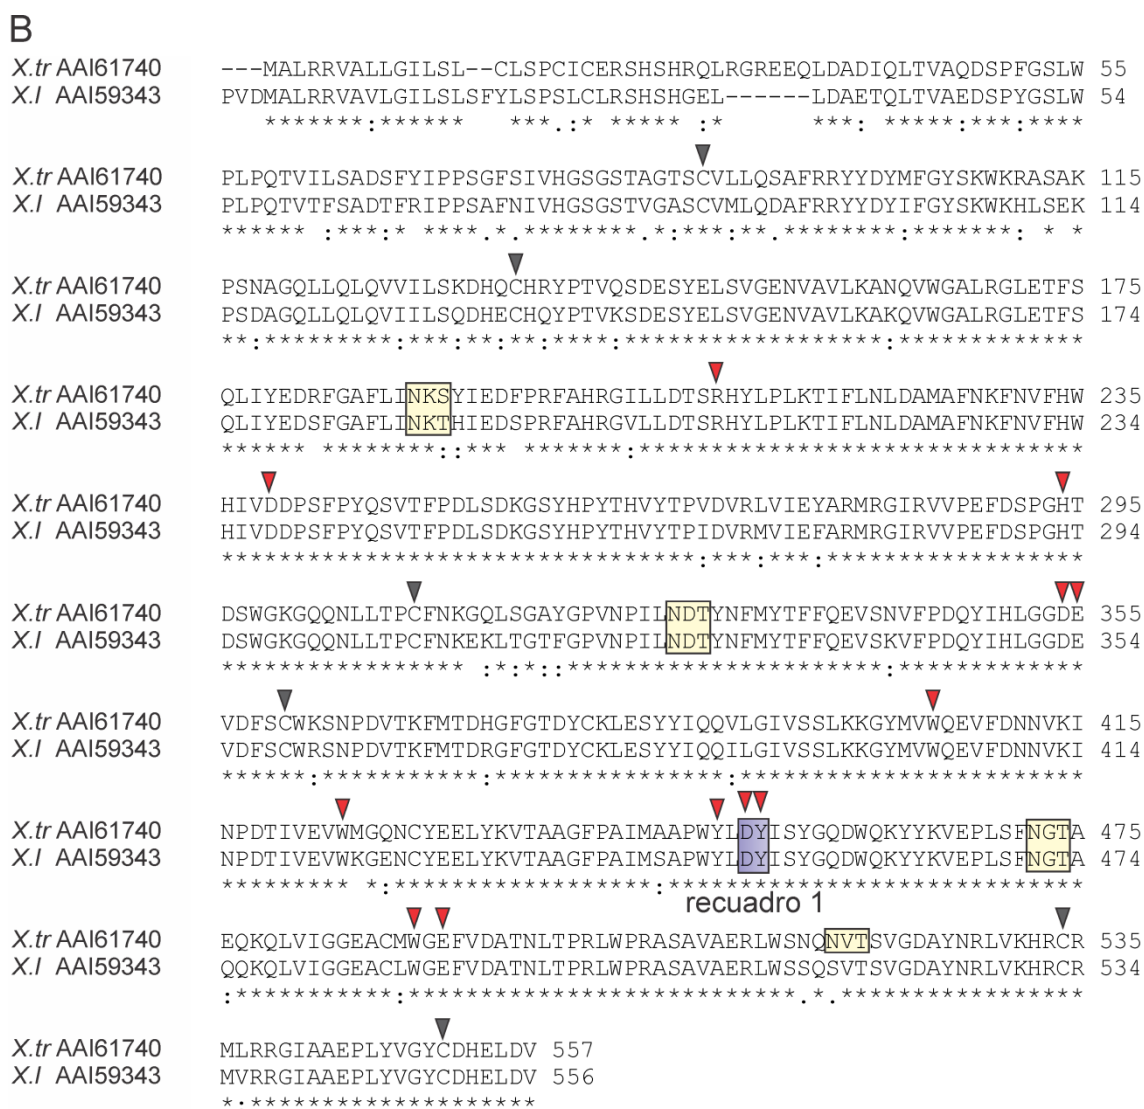 B
X.tr AAI61740 ---MALRRVALLGILSL--CLSPCICERSHSHRQLRGREEQLDADIQLTVAQDSPFGSLW 55
X.l AAI59343 PVDMALRRVAVLGILSLSFYLSPSLCLRSHSHGEL------LDAETQLTVAEDSPYGSLW 54
*******:****** ***.:* ***** :* ***: *****:****:****
X.tr AAI61740 PLPQTVILSADSFYIPPSGFSIVHGSGSTAGTSCVLLQSAFRRYYDYMFGYSKWKRASAK 115
X.l AAI59343 PLPQTVTFSADTFRIPPSAFNIVHGSGSTVGASCVMLQDAFRRYYDYIFGYSKWKHLSEK 114
****** :***:* ****.*.********.*:***:**.********:*******: * *
X.tr AAI61740 PSNAGQLLQLQVVILSKDHQCHRYPTVQSDESYELSVGENVAVLKANQVWGALRGLETFS 175
X.l AAI59343 PSDAGQLLQLQVIILSQDHECHQYPTVKSDESYELSVGENVAVLKAKQVWGALRGLETFS 174
**:*********:***:**:**:****:******************:*************
X.tr AAI61740 QLIYEDRFGAFLINKSYIEDFPRFAHRGILLDTSRHYLPLKTIFLNLDAMAFNKFNVFHW 235
X.l AAI59343 QLIYEDSFGAFLINKTHIEDSPRFAHRGVLLDTSRHYLPLKTIFLNLDAMAFNKFNVFHW 234
****** ********::*** *******:*******************************
X.tr AAI61740 HIVDDPSFPYQSVTFPDLSDKGSYHPYTHVYTPVDVRLVIEYARMRGIRVVPEFDSPGHT 295
X.l AAI59343 HIVDDPSFPYQSVTFPDLSDKGSYHPYTHVYTPIDVRMVIEFARMRGIRVVPEFDSPGHT 294
*********************************:***:***:******************
X.tr AAI61740 DSWGKGQQNLLTPCFNKGQLSGAYGPVNPILNDTYNFMYTFFQEVSNVFPDQYIHLGGDE 355
X.l AAI59343 DSWGKGQQNLLTPCFNKEKLTGTFGPVNPILNDTYNFMYTFFQEVSKVFPDQYIHLGGDE 354
***************** :*:*::**********************:*************
X.tr AAI61740 VDFSCWKSNPDVTKFMTDHGFGTDYCKLESYYIQQVLGIVSSLKKGYMVWQEVFDNNVKI 415
X.l AAI59343 VDFSCWRSNPDVTKFMTDRGFGTDYCKLESYYIQQILGIVSSLKKGYMVWQEVFDNNVKI 414
******:***********:****************:************************
X.tr AAI61740 NPDTIVEVWMGQNCYEELYKVTAAGFPAIMAAPWYLDYISYGQDWQKYYKVEPLSFNGTA 475
X.l AAI59343 NPDTIVEVWKGENCYEELYKVTAAGFPAIMSAPWYLDYISYGQDWQKYYKVEPLSFNGTA 474
********* *:******************:*****************************
recuadro 1
X.tr AAI61740 EQKQLVIGGEACMWGEFVDATNLTPRLWPRASAVAERLWSNQNVTSVGDAYNRLVKHRCR 535
X.l AAI59343 QQKQLVIGGEACLWGEFVDATNLTPRLWPRASAVAERLWSSQSVTSVGDAYNRLVKHRCR 534
:***********:***************************.*.*****************
X.tr AAI61740 MLRRGIAAEPLYVGYCDHELDV 557
X.l AAI59343 MVRRGIAAEPLYVGYCDHELDV 556
*.********************